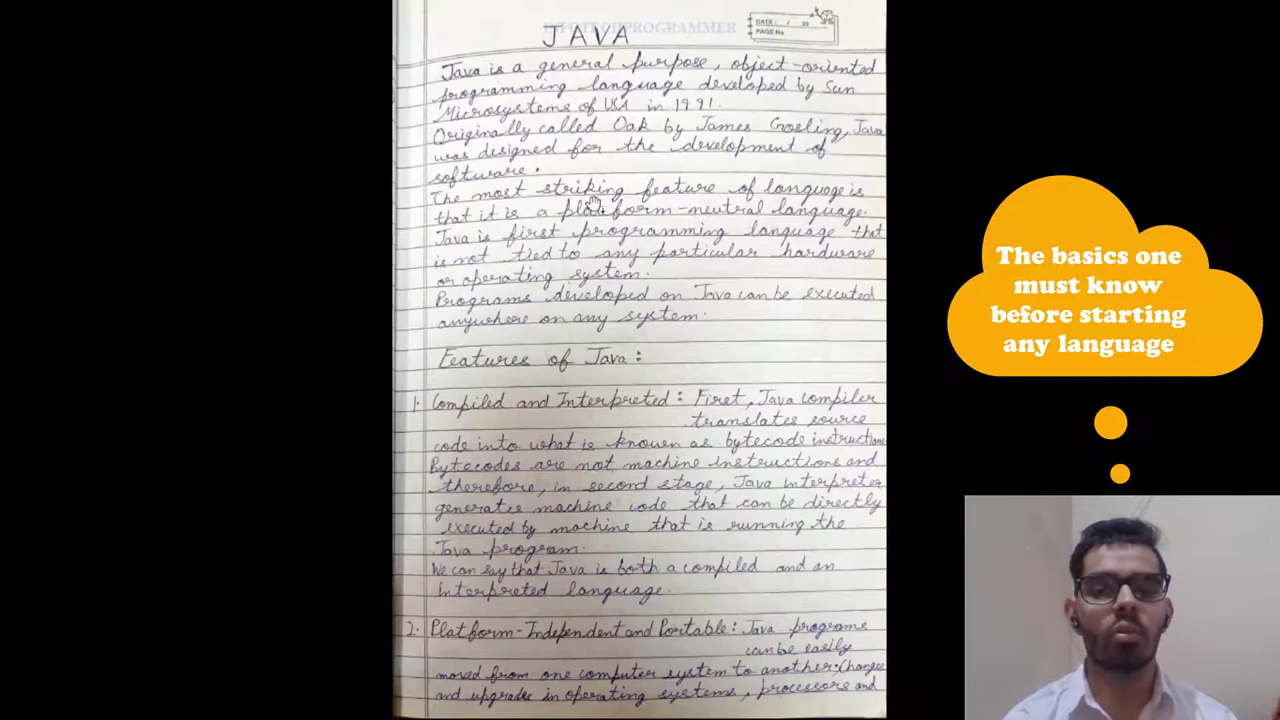 INFOTECHPROGRAMMER
JAVA
DATE: / / 20
PAGE No
Java is a general purpose, object-oriented
programming language developed by Sun
Microsystems of USA in 1991.
Originally called Oak by James Gosling, Java
was designed for the development of
software.
The most striking feature of language is
that it is a platform-neutral language.
Java is first programming language that
is not tied to any particular hardware
or operating system.
Programs developed on Java can be executed
anywhere on any system.
Features of Java:
1. Compiled and Interpreted: First, Java compiler
translates source
code into what is known as bytecode instructions
Bytecodes are not machine instructions and
therefore, in second stage, Java interpreter
generates machine code that can be directly
executed by machine that is running the
Java program.
We can say that Java is both a compiled and an
interpreted language.
2. Platform-Independent and Portable: Java programs
can be easily
moved from one computer system to another. Changes
and upgrades in operating systems, processors and
The basics one
must know
before starting
any language